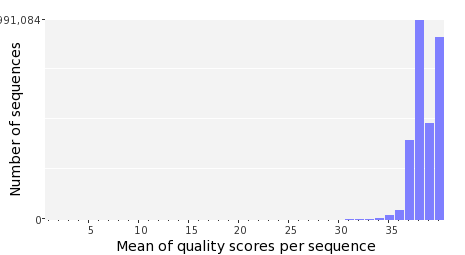 991,084
Number of sequences
0
5 10 15 20 25 30 35
Mean of quality scores per sequence